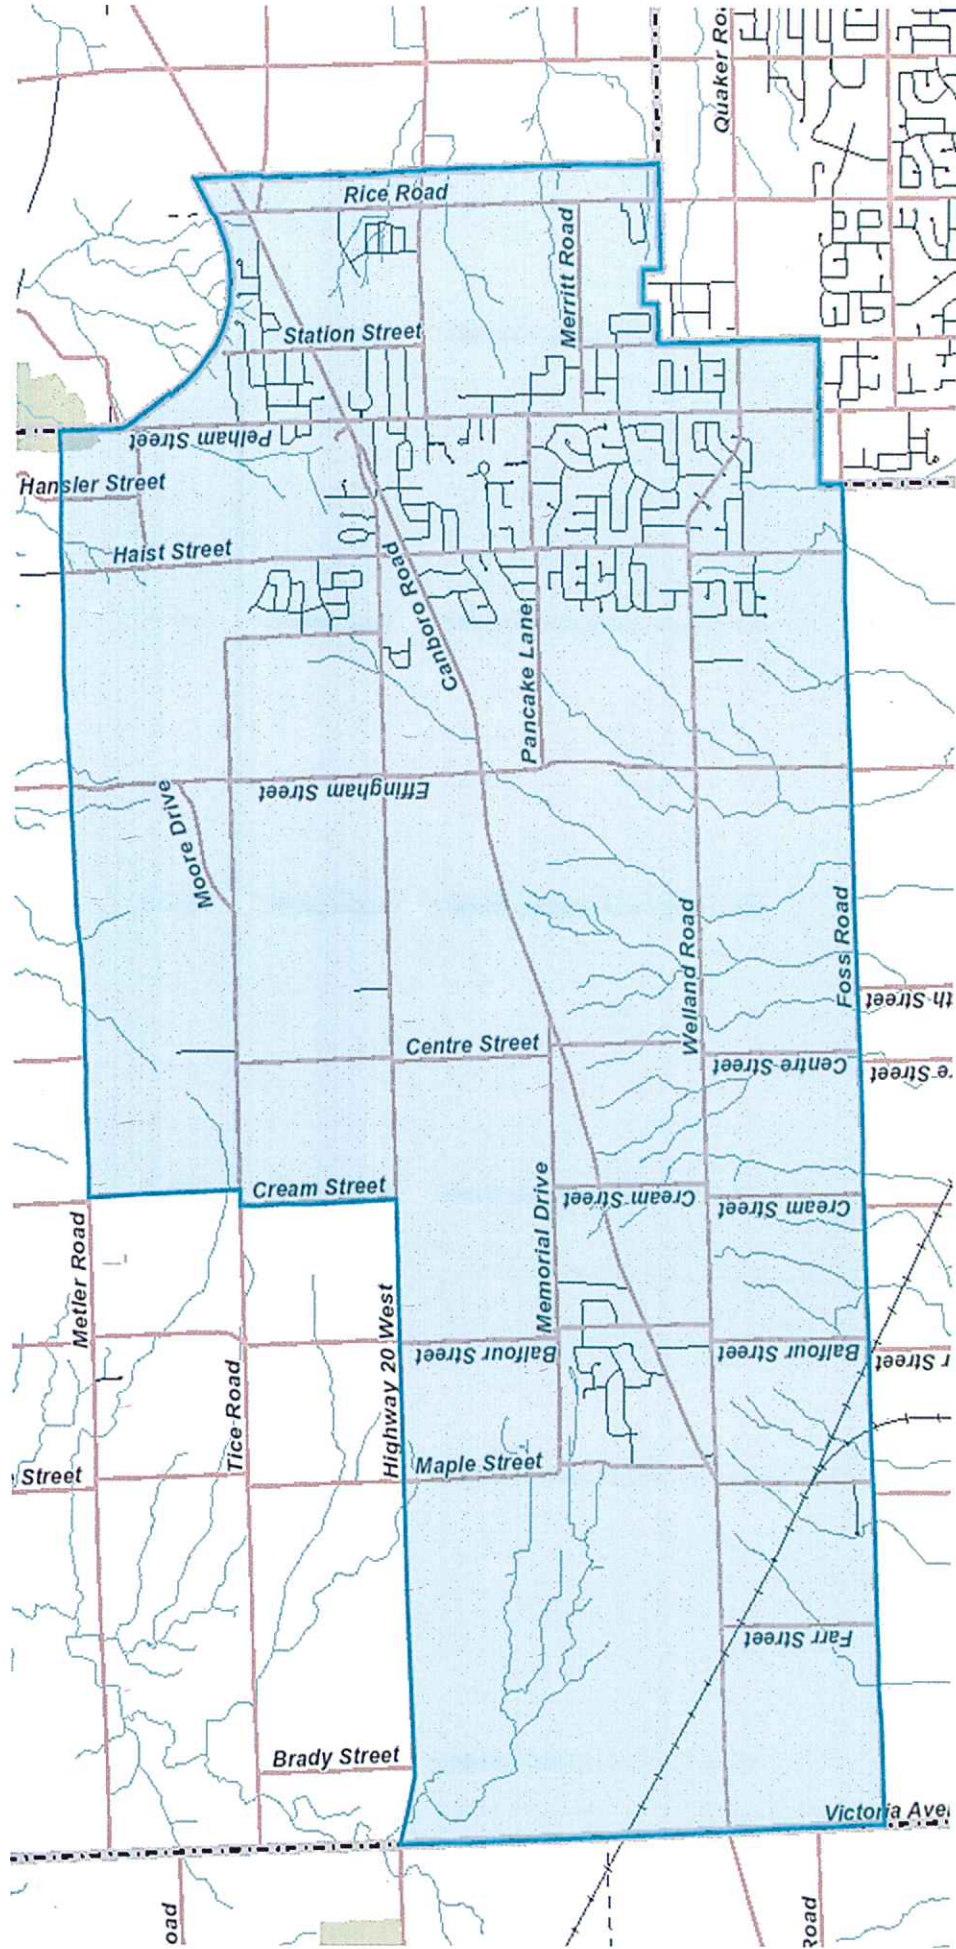 Quaker Ro
Rice Road
Merritt Road
Station Street
Pelham Street
Hansler Street
Haist Street
Canboro Road
Pancake Lane
Effingham Street
Moore Drive
Welland Road
Foss Road
th Street
Centre Street
Centre Street
e Street
Cream Street
Cream Street
Cream Street
Memorial Drive
Metler Road
Highway 20 West
Balfour Street
Balfour Street
r Street
Tice Road
Street
Maple Street
Farr Street
Brady Street
Victoria Ave
oad
Road